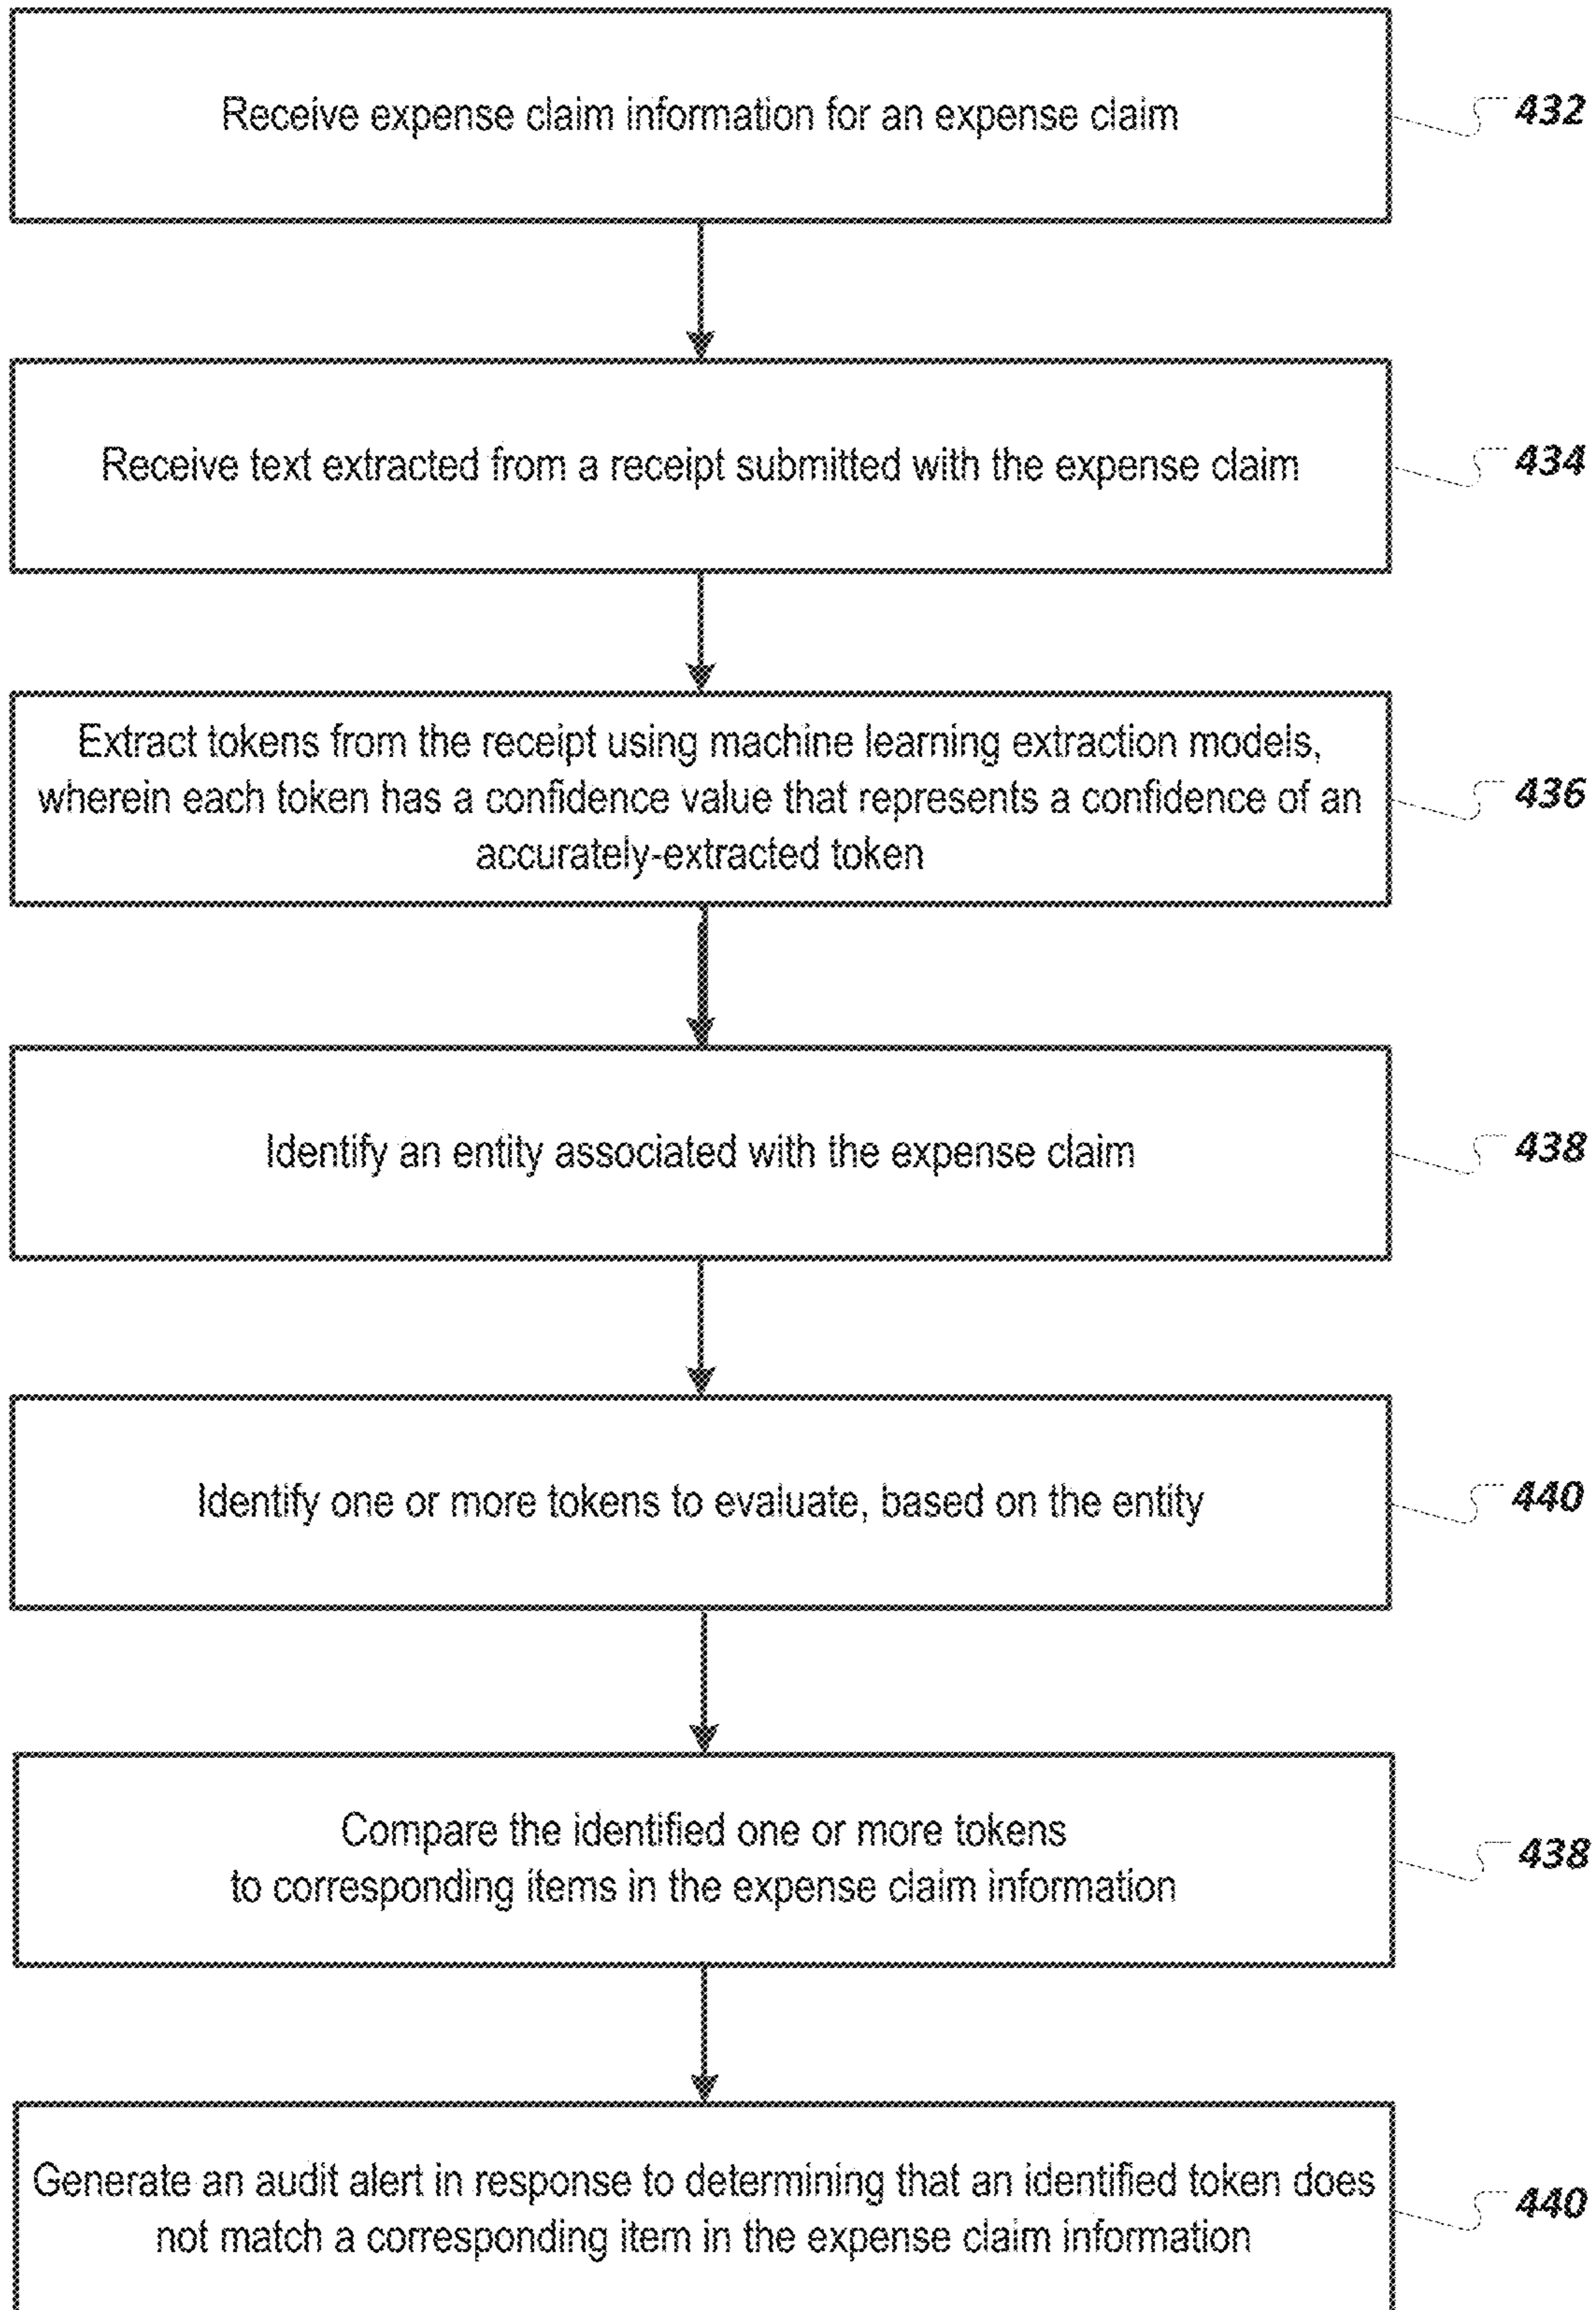 Receive expense claim information for an expense claim
432
Receive text extracted from a receipt submitted with the expense claim
434
Extract tokens from the receipt using machine learning extraction models,
wherein each token has a confidence value that represents a confidence of an
accurately-extracted token
436
Identify an entity associated with the expense claim
438
Identify one or more tokens to evaluate, based on the entity
440
Compare the identified one or more tokens
to corresponding items in the expense claim information
438
Generate an audit alert in response to determining that an identified token does
not match a corresponding item in the expense claim information
440